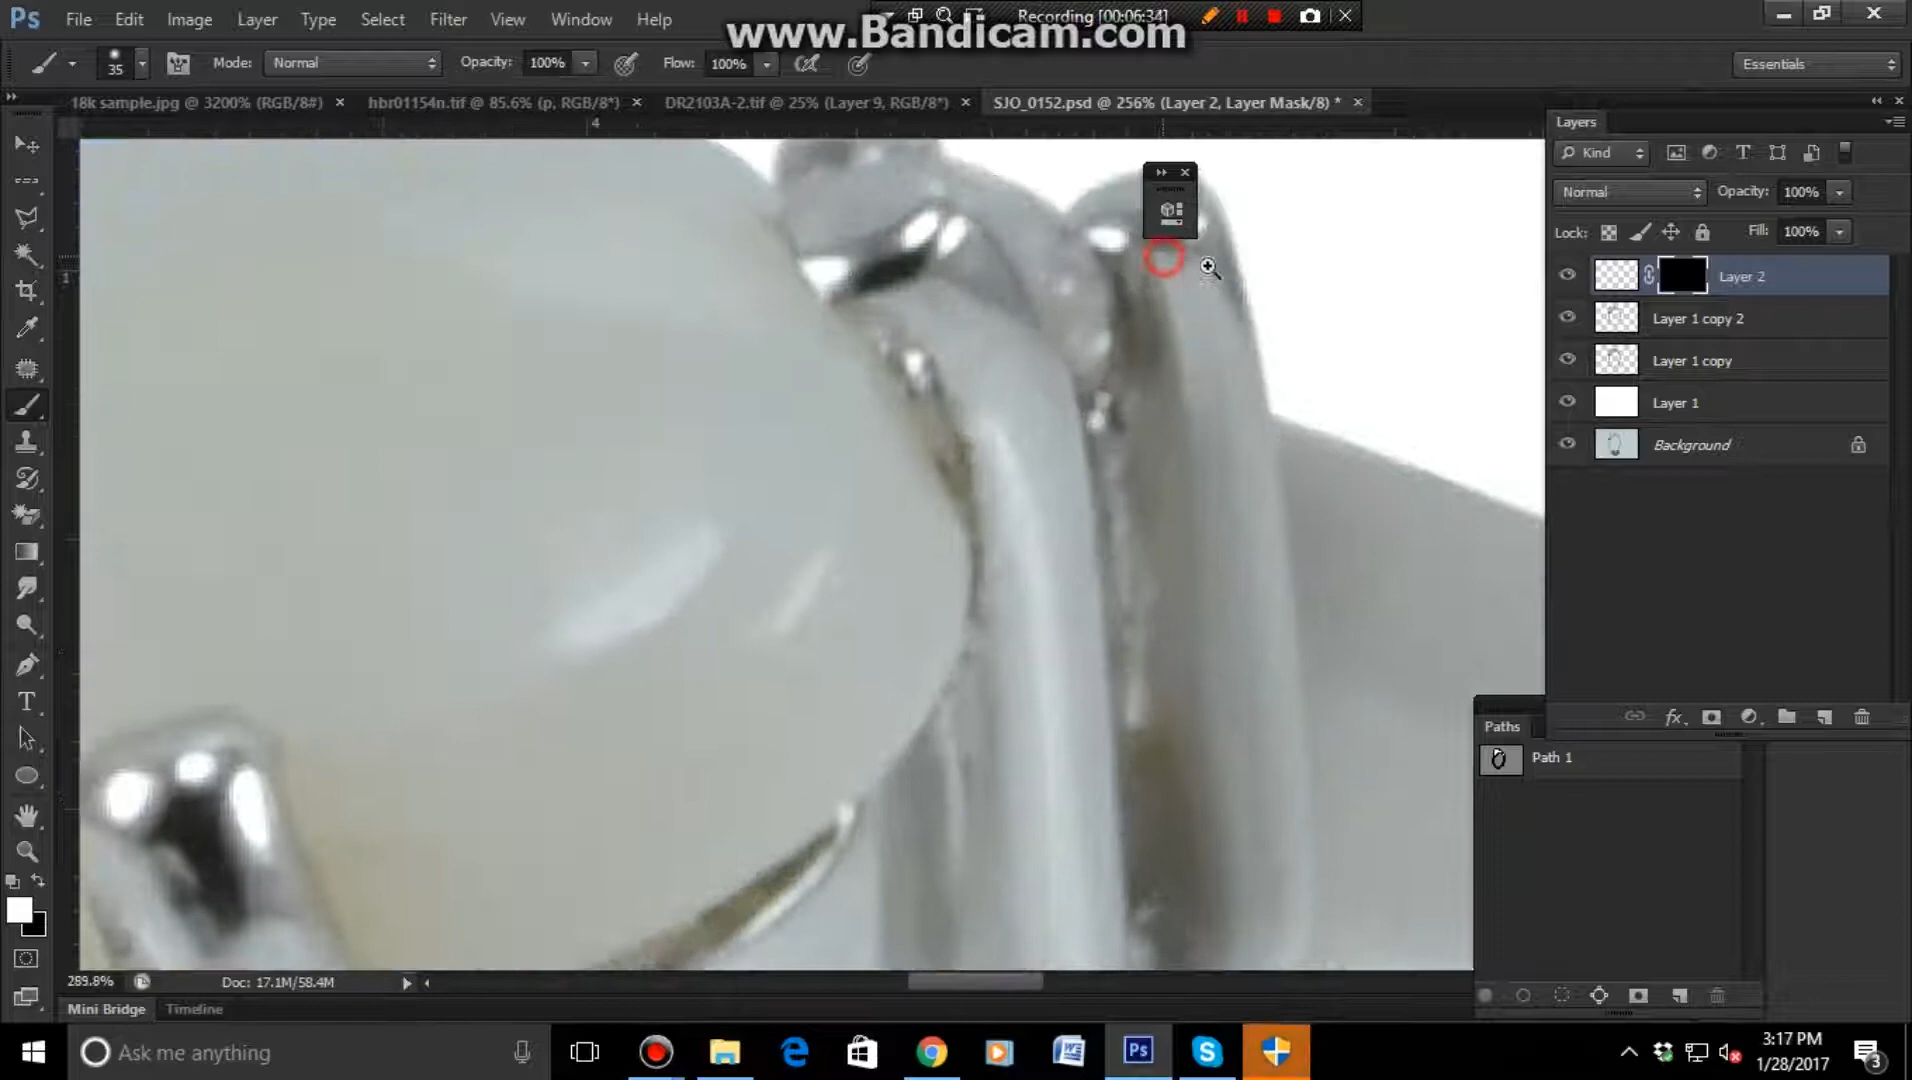 Ps File Edit Image Layer Type Select Filter View Window Help
Recording [00:06:34]
www.Bandicam.com
35 Mode: Normal Opacity: 100% Flow: 100% Essentials
18k sample.jpg @ 3200% (RGB/8#) × hbr01154n.tif @ 85.6% (p, RGB/8*) × DR2103A-2.tif @ 25% (Layer 9, RGB/8*) × SJO_0152.psd @ 256% (Layer 2, Layer Mask/8) * ×
4
1
Layers
Kind
Normal Opacity: 100%
Lock: Fill: 100%
Layer 2
Layer 1 copy 2
Layer 1 copy
Layer 1
Background
fx
Paths
Path 1
289.8% Doc: 17.1M/58.4M
Mini Bridge Timeline
Ask me anything
Ps
3:17 PM
1/28/2017
3